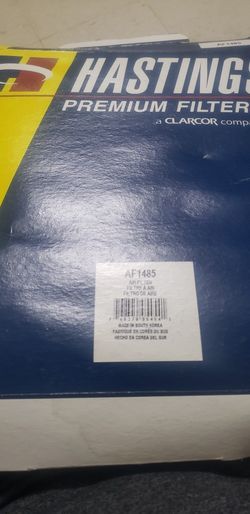 AF1485
HASTINGS
PREMIUM FILTER
a CLARCOR comp
AF1485
AIR FILTER
FILTRE À AIR
FILTRO DE AIRE
MADE IN SOUTH KOREA
FABRIQUÉ EN CORÉE DU SUD
HECHO EN COREA DEL SUR